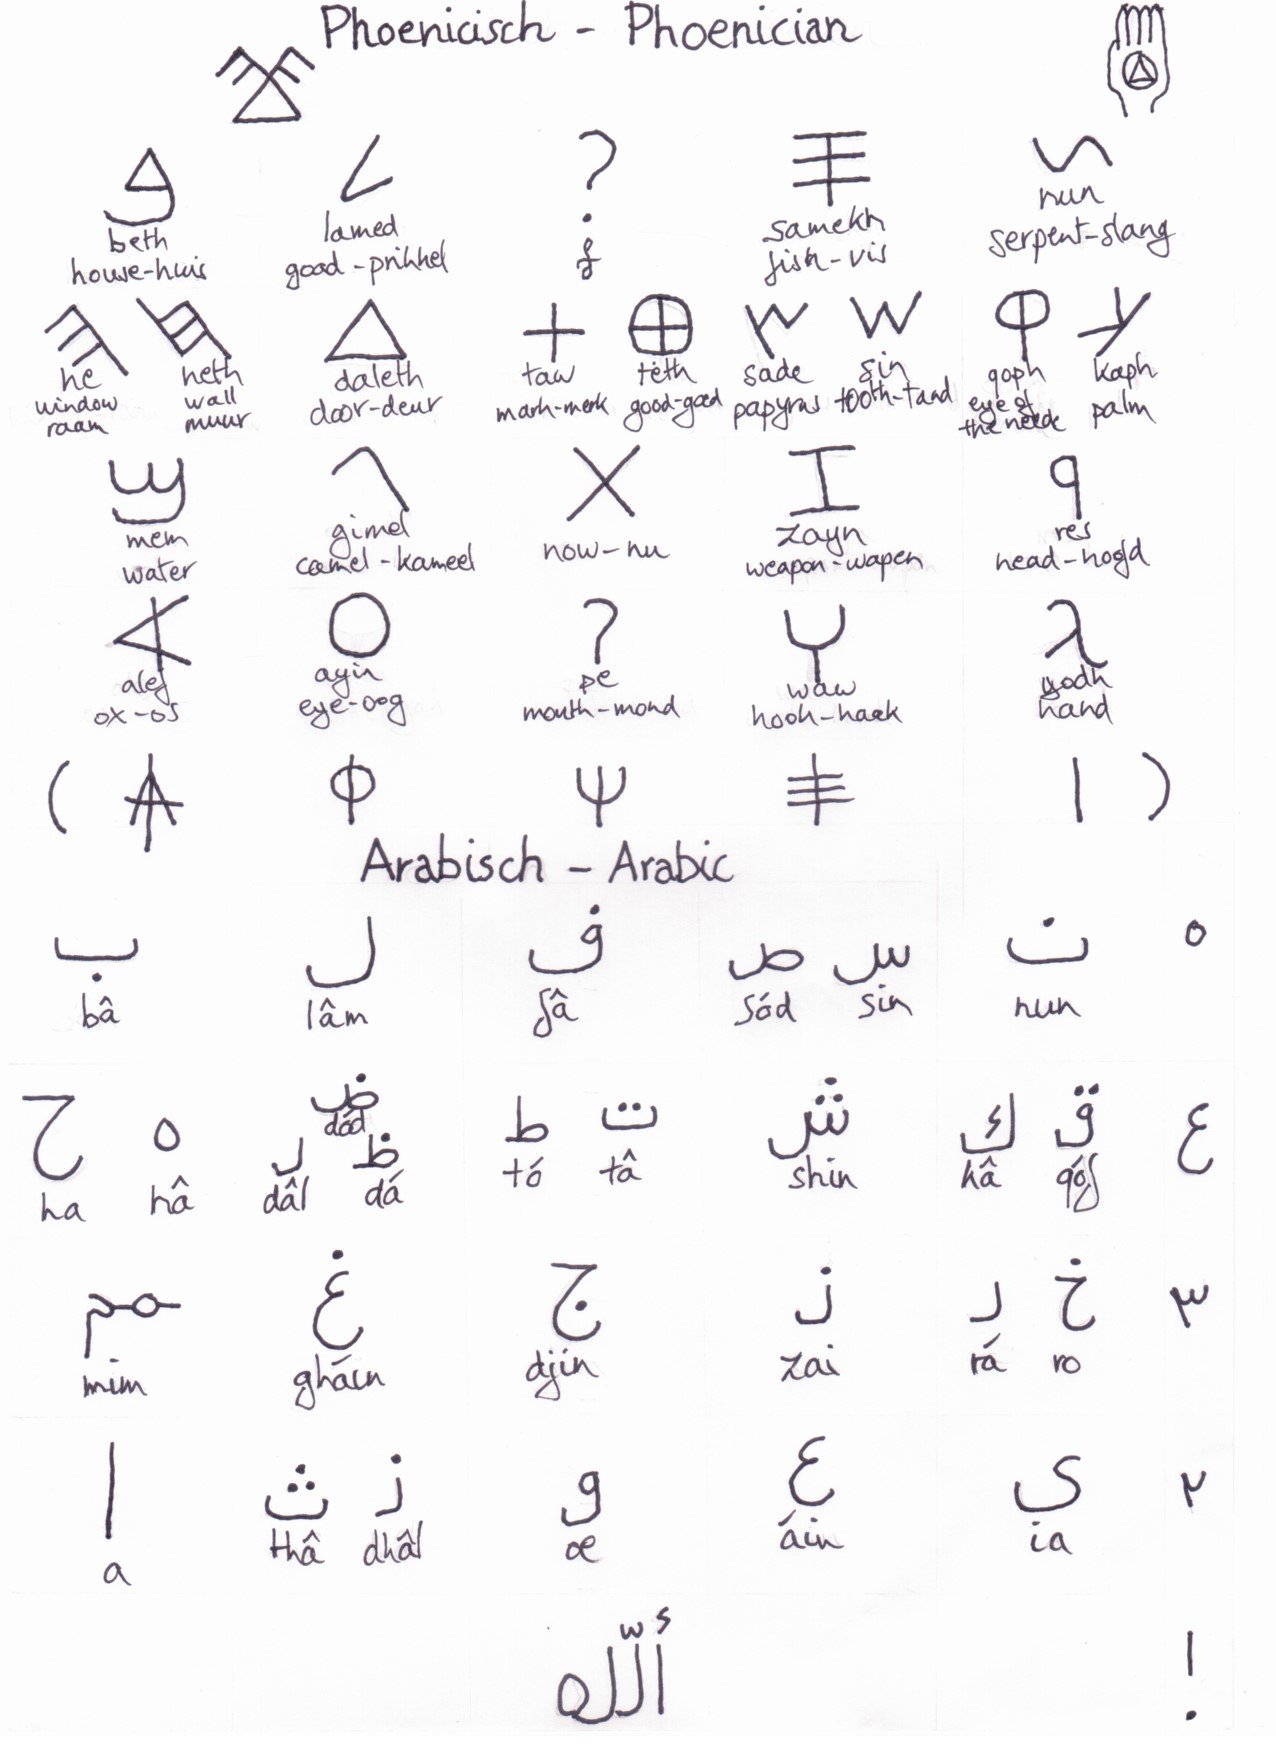 Phoenicisch - Phoenician
beth lamed ? samekh nun
house-huis goad-prikkel f fish-vis serpent-slang
he heth daleth taw teth sade sin qoph kaph
window wall door-deur mark-merk good-goed papyrus tooth-tand eye of palm
raam muur the needle
mem gimel now-nu zayn res
water camel-kameel weapon-wapen head-hoofd
alef ayin pe waw yodh
ox-os eye-oog mouth-mond hook-haak hand
( Φ Ψ | )
Arabisch - Arabic
ب ل ف ص س ن ه
bâ lâm fâ sód sin nun
ح ه ض ط ت ش ك ق ع
dód
د ظ
ha hâ dâl dá tó tâ shin kâ qóf
م غ ج ز ر خ ٣
mim gháin djin zai rá ro
ا ث ذ و ع ى ٢
a thâ dhâl oe áin ia
ألله !